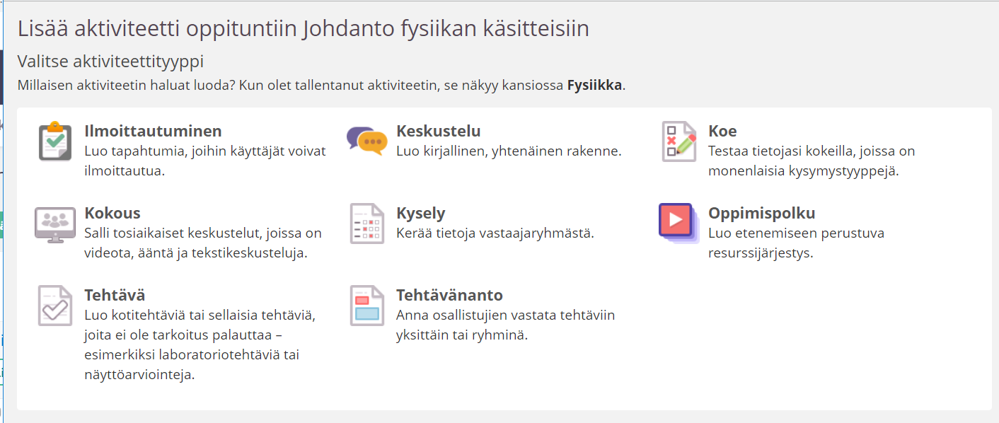 Lisää aktiviteetti oppituntiin Johdanto fysiikan käsitteisiin
Valitse aktiviteettityyppi
Millaisen aktiviteetin haluat luoda? Kun olet tallentanut aktiviteetin, se näkyy kansiossa Fysiikka.
Ilmoittautuminen
Luo tapahtumia, joihin käyttäjät voivat
ilmoittautua.
Keskustelu
Luo kirjallinen, yhtenäinen rakenne.
Koe
Testaa tietojasi kokeilla, joissa on
monenlaisia kysymystyyppejä.
Kokous
Salli tosiaikaiset keskustelut, joissa on
videota, ääntä ja tekstikeskusteluja.
Kysely
Kerää tietoja vastaajaryhmästä.
Oppimispolku
Luo etenemiseen perustuva
resurssijärjestys.
Tehtävä
Luo kotitehtäviä tai sellaisia tehtäviä,
joita ei ole tarkoitus palauttaa –
esimerkiksi laboratoriotehtäviä tai
näyttöarviointeja.
Tehtävänanto
Anna osallistujien vastata tehtäviin
yksittäin tai ryhminä.